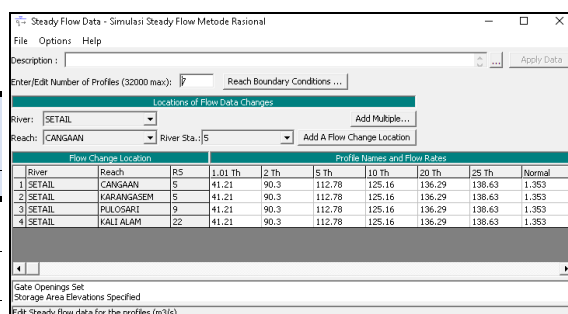 Steady Flow Data - Simulasi Steady Flow Metode Rasional
File Options Help
Description : ... Apply Data
Enter/Edit Number of Profiles (32000 max): 7 Reach Boundary Conditions ...
Locations of Flow Data Changes
River: SETAIL Add Multiple...
Reach: CANGAAN River Sta.: 5 Add A Flow Change Location
Flow Change Location Profile Names and Flow Rates
River Reach RS 1.01 Th 2 Th 5 Th 10 Th 20 Th 25 Th Normal
1 SETAIL CANGAAN 5 41.21 90.3 112.78 125.16 136.29 138.63 1.353
2 SETAIL KARANGASEM 5 41.21 90.3 112.78 125.16 136.29 138.63 1.353
3 SETAIL PULOSARI 9 41.21 90.3 112.78 125.16 136.29 138.63 1.353
4 SETAIL KALI ALAM 22 41.21 90.3 112.78 125.16 136.29 138.63 1.353
Gate Openings Set
Storage Area Elevations Specified
Edit Steady flow data for the profiles (m3/s)